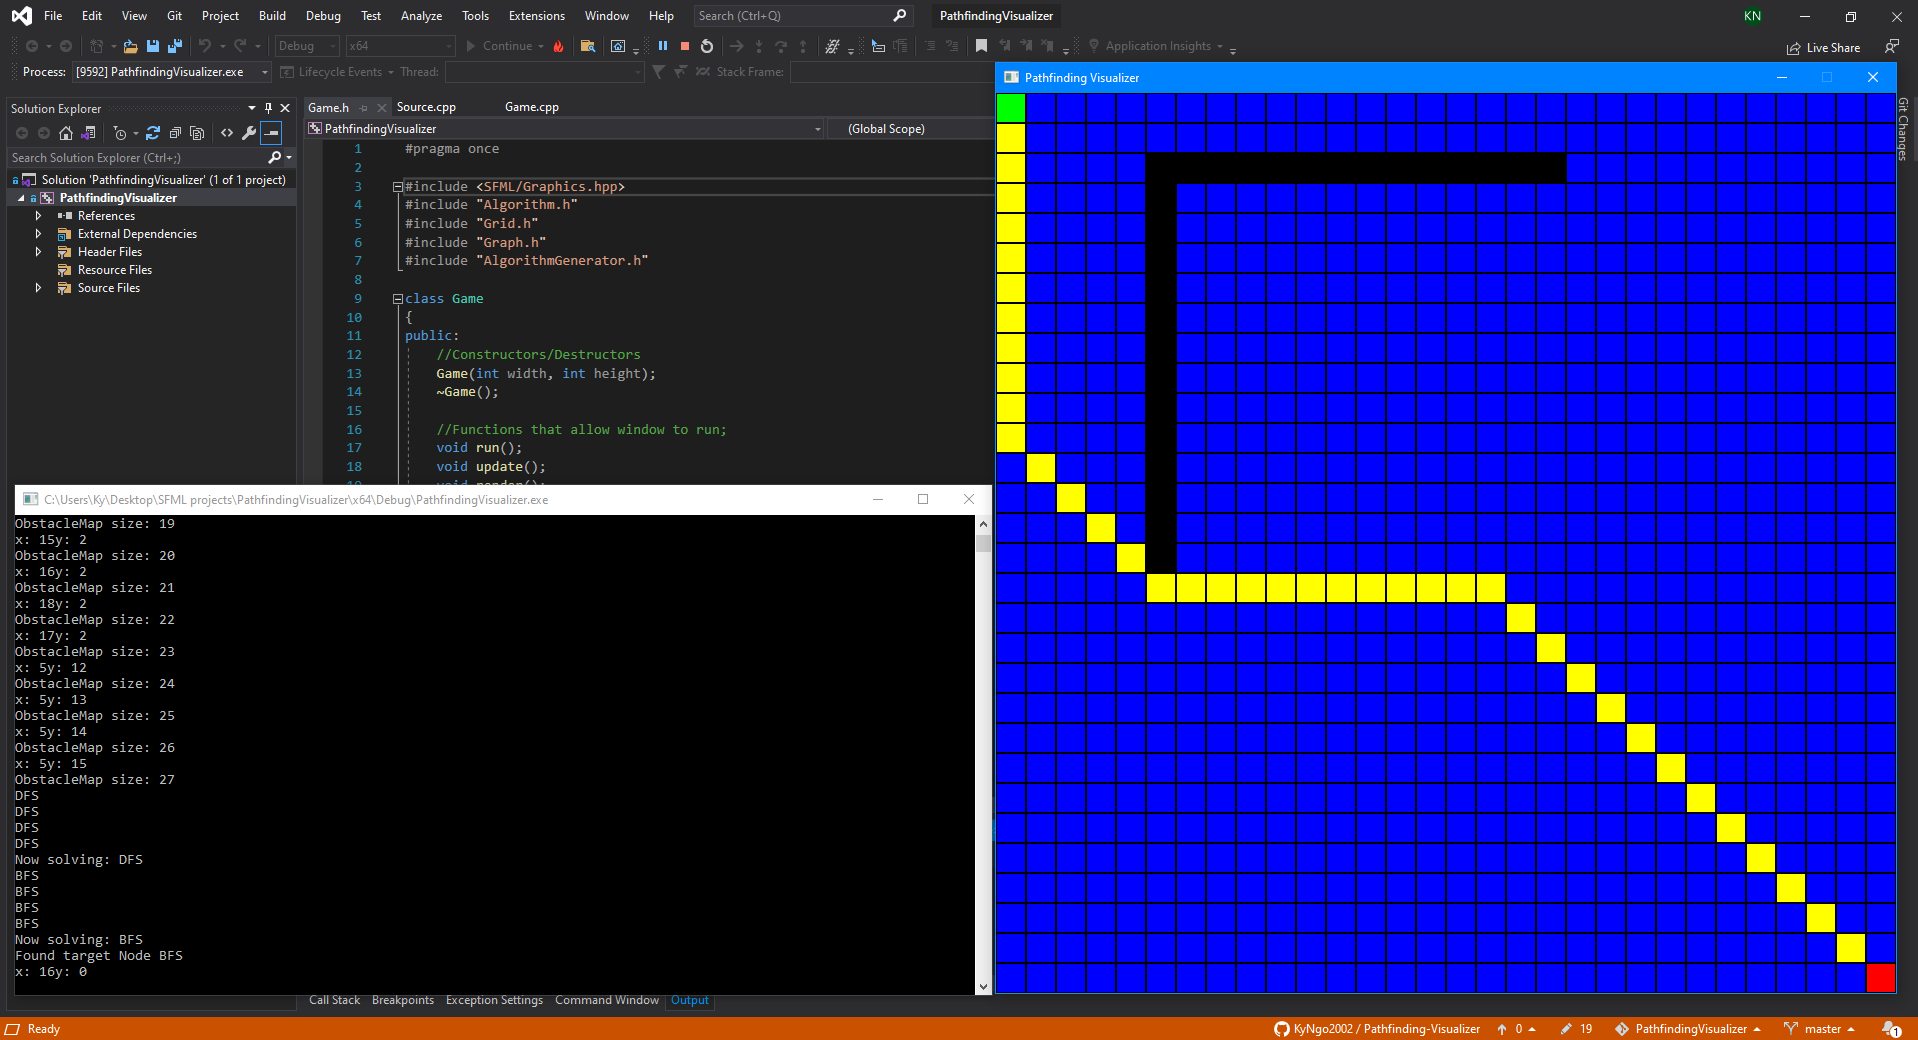 File Edit View Git Project Build Debug Test Analyze Tools Extensions Window Help Search (Ctrl+Q) PathfindingVisualizer KN
Debug x64 Continue Application Insights Live Share
Process: [9592] PathfindingVisualizer.exe Lifecycle Events Thread: Stack Frame:
Pathfinding Visualizer
Git Changes
Solution Explorer
Search Solution Explorer (Ctrl+;)
Solution 'PathfindingVisualizer' (1 of 1 project)
PathfindingVisualizer
References
External Dependencies
Header Files
Resource Files
Source Files
Game.h Source.cpp Game.cpp
PathfindingVisualizer (Global Scope)
1 #pragma once
2
3 #include <SFML/Graphics.hpp>
4 #include "Algorithm.h"
5 #include "Grid.h"
6 #include "Graph.h"
7 #include "AlgorithmGenerator.h"
8
9 class Game
10 {
11 public:
12 //Constructors/Destructors
13 Game(int width, int height);
14 ~Game();
15
16 //Functions that allow window to run;
17 void run();
18 void update();
C:\Users\Ky\Desktop\SFML projects\PathfindingVisualizer\x64\Debug\PathfindingVisualizer.exe
ObstacleMap size: 19
x: 15y: 2
ObstacleMap size: 20
x: 16y: 2
ObstacleMap size: 21
x: 18y: 2
ObstacleMap size: 22
x: 17y: 2
ObstacleMap size: 23
x: 5y: 12
ObstacleMap size: 24
x: 5y: 13
ObstacleMap size: 25
x: 5y: 14
ObstacleMap size: 26
x: 5y: 15
ObstacleMap size: 27
DFS
DFS
DFS
DFS
Now solving: DFS
BFS
BFS
BFS
BFS
Now solving: BFS
Found target Node BFS
x: 16y: 0
Call Stack Breakpoints Exception Settings Command Window Output
Ready KyNgo2002 / Pathfinding-Visualizer 0 19 PathfindingVisualizer master 1